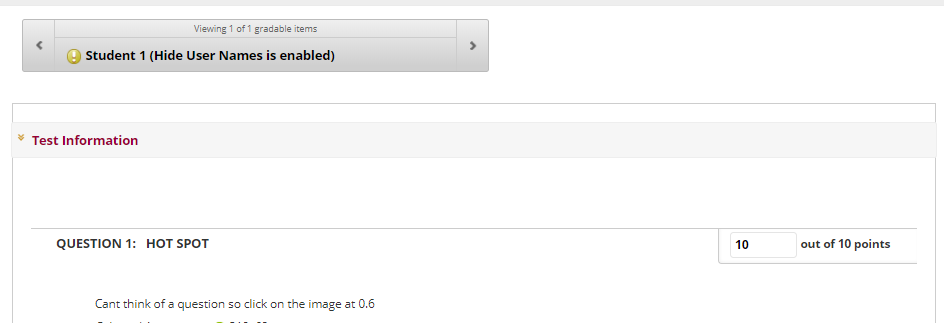 Viewing 1 of 1 gradable items
Student 1 (Hide User Names is enabled)
Test Information
QUESTION 1: HOT SPOT
10 out of 10 points
Cant think of a question so click on the image at 0.6